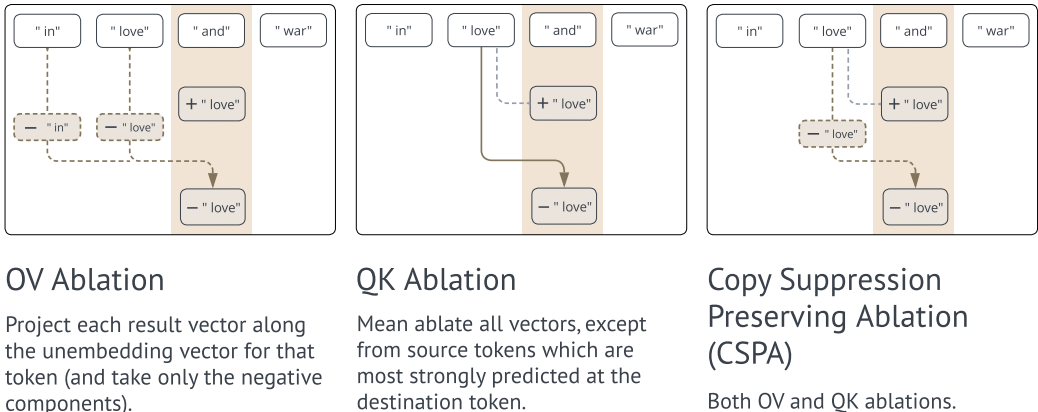 " in" " love" " and" " war"
+ " love"
− " in" − " love"
− " love"
OV Ablation
Project each result vector along
the unembedding vector for that
token (and take only the negative
components).
" in" " love" " and" " war"
+ " love"
− " love"
QK Ablation
Mean ablate all vectors, except
from source tokens which are
most strongly predicted at the
destination token.
" in" " love" " and" " war"
+ " love"
− " love"
− " love"
Copy Suppression
Preserving Ablation
(CSPA)
Both OV and QK ablations.